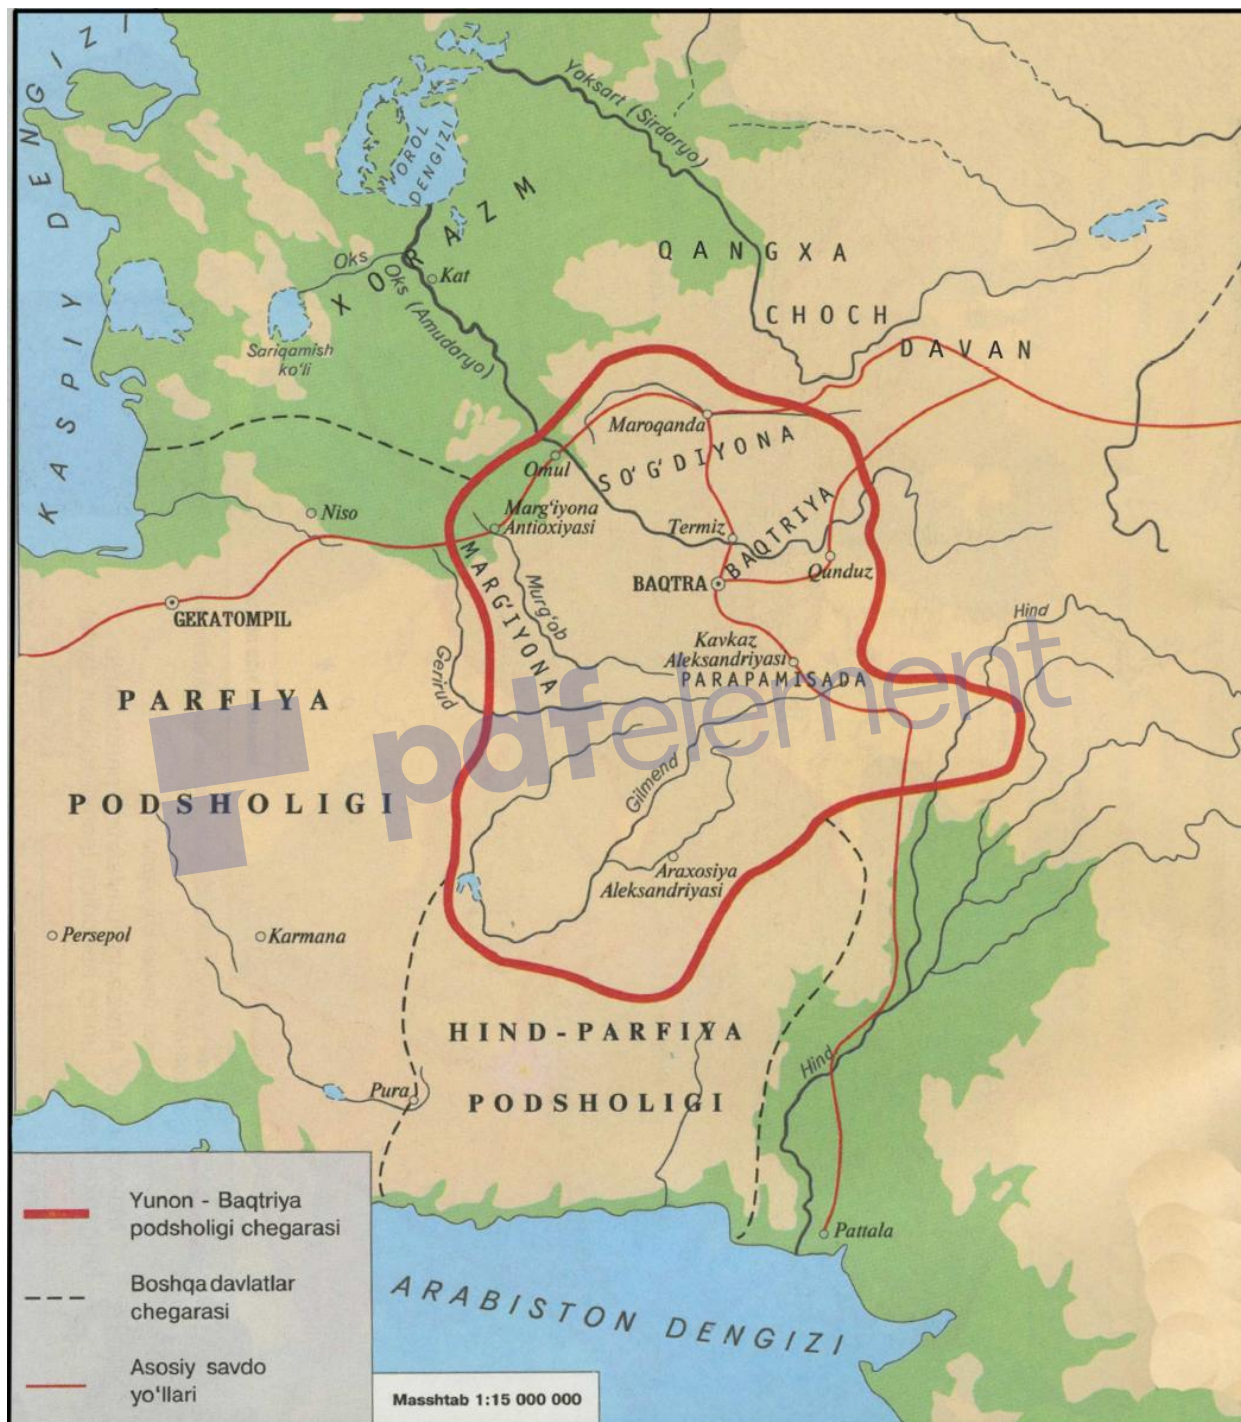 KASPIY DENGIZI
OROL
DENGIZI
Yaksart (Sirdaryo)
XORAZM
QANGXA
Oks
Kat
Oks (Amudaryo)
CHOCH
DAVAN
Sariqamish
ko'li
Maroqanda
SO'G'DIYONA
Omul
Niso
Marg'iyona
Antioxiyasi
Termiz
BAQTRIYA
MARG'IYONA
BAQTRA
Qunduz
Murg'ob
GEKATOMPIL
Hind
Gerirud
Kavkaz
Aleksandriyasi
PARAPAMISADA
PARFIYA
pdfelement
Gilmend
PODSHOLIGI
Araxosiya
Aleksandriyasi
Persepol
Karmana
HIND-PARFIYA
Hind
Pura
PODSHOLIGI
Pattala
ARABISTON DENGIZI
Yunon - Baqtriya
podsholigi chegarasi
Boshqa davlatlar
chegarasi
Asosiy savdo
yo'llari
Masshtab 1:15 000 000